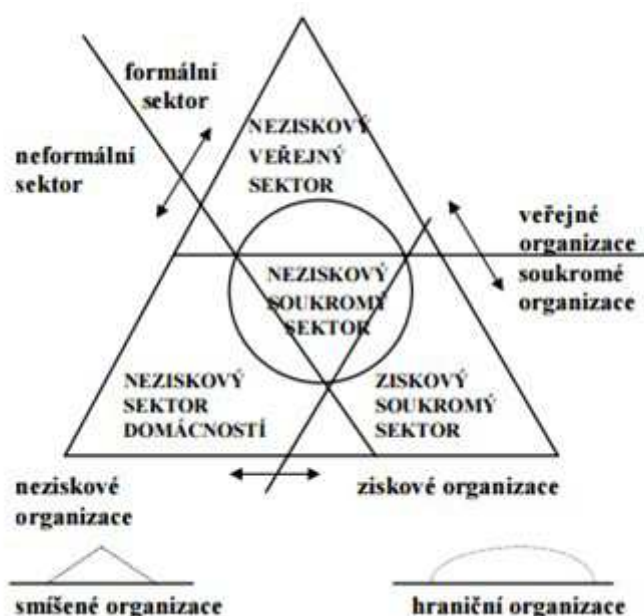 formální
sektor
neformální
sektor
NEZISKOVÝ
VEŘEJNÝ
SEKTOR
veřejné
organizace
soukromé
organizace
NEZISKOVÝ
SOUKROMÝ
SEKTOR
NEZISKOVÝ
SEKTOR
DOMÁCNOSTÍ
ZISKOVÝ
SOUKROMÝ
SEKTOR
neziskové
organizace
ziskové organizace
smíšené organizace
hraniční organizace